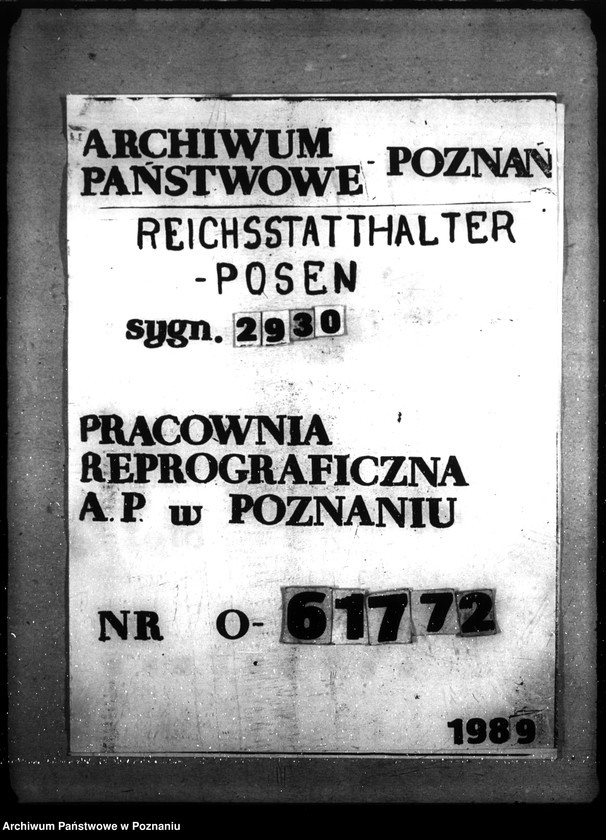 ARCHIWUM
PAŃSTWOWE - POZNAŃ
REICHSSTATTHALTER
-POSEN
sygn. 2930
PRACOWNIA
REPROGRAFICZNA
A.P. w POZNANIU
NR O-61772
1989
Archiwum Państwowe w Poznaniu